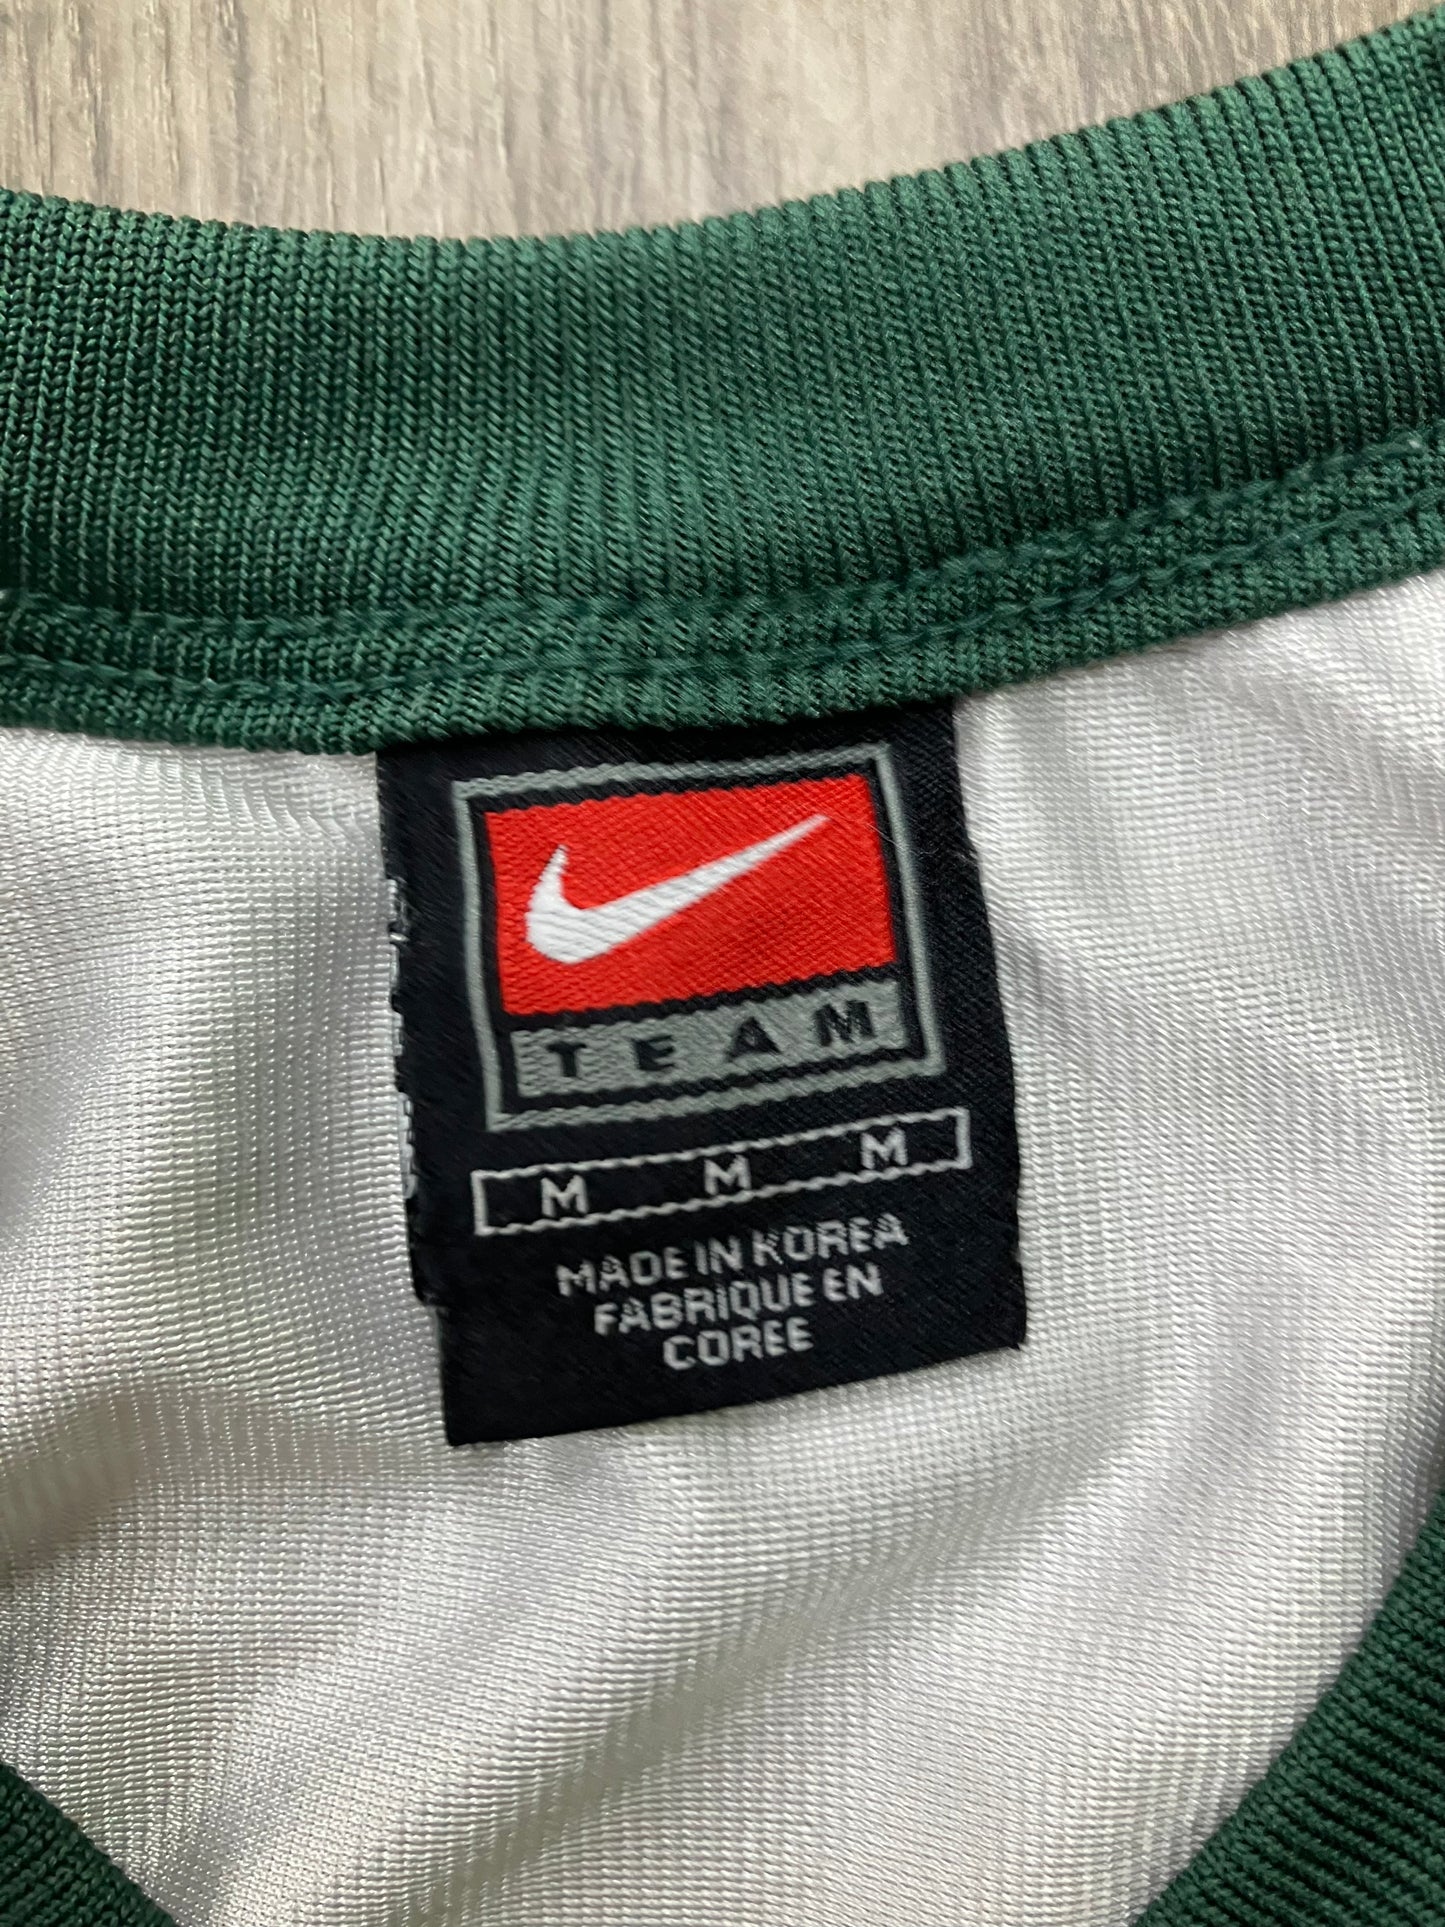 TEAM
M M M
MADE IN KOREA
FABRIQUE EN
COREE